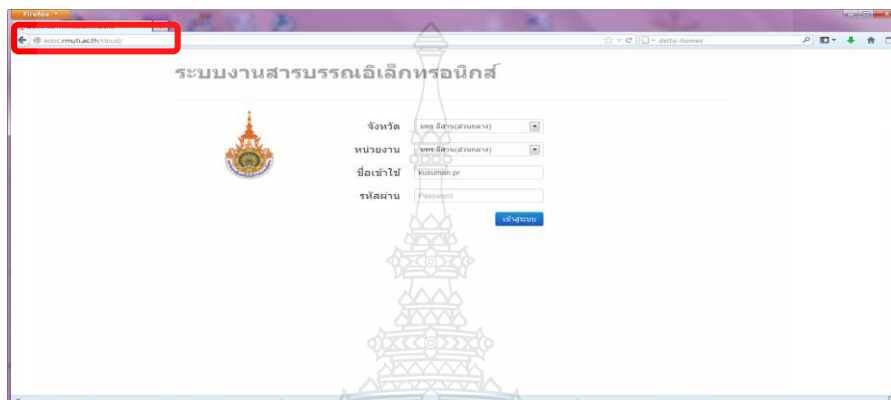 Firefox
edoc.rmuti.ac.th/cloud/
delta-homes
ระบบงานสารบรรณอิเล็กทรอนิกส์
จังหวัด มทร.อีสาน(ส่วนกลาง)
หน่วยงาน มทร.อีสาน(ส่วนกลาง)
ชื่อเข้าใช้ kusuman.pr
รหัสผ่าน Password
เข้าสู่ระบบ